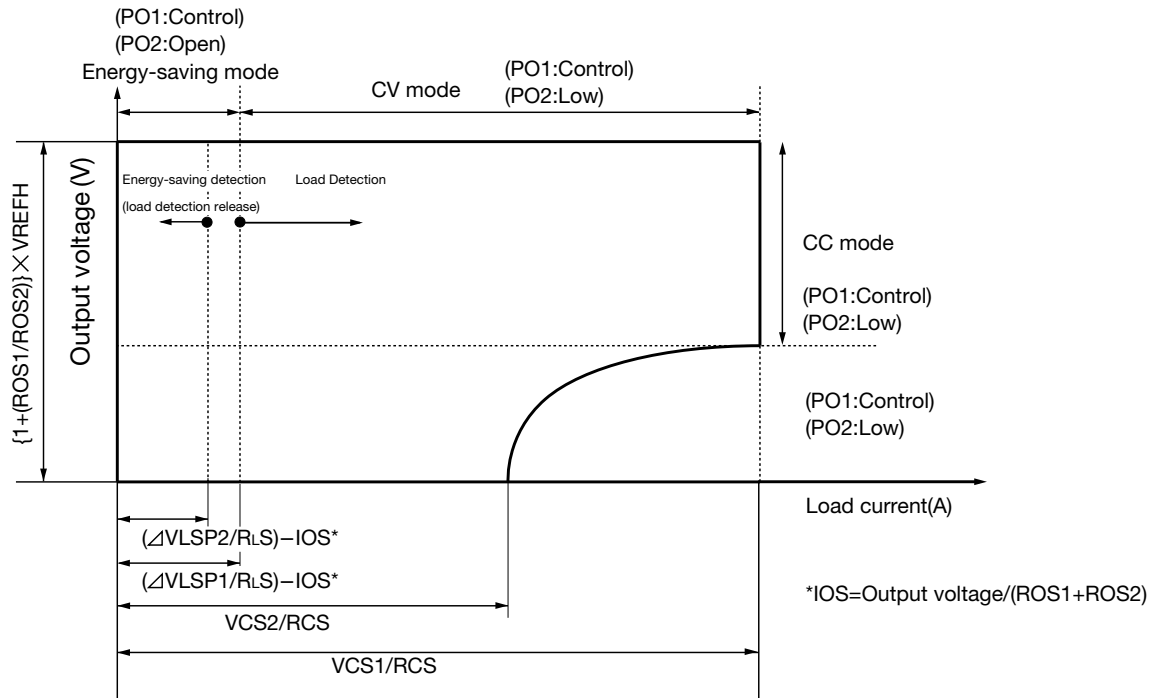 (PO1:Control)
(PO2:Open)
Energy-saving mode
CV mode
(PO1:Control)
(PO2:Low)
{1+(ROS1/ROS2)}×VREFH
Output voltage (V)
Energy-saving detection
(load detection release)
Load Detection
CC mode
(PO1:Control)
(PO2:Low)
(PO1:Control)
(PO2:Low)
Load current(A)
(⊿VLSP2/RLS)−IOS*
(⊿VLSP1/RLS)−IOS*
VCS2/RCS
VCS1/RCS
*IOS=Output voltage/(ROS1+ROS2)